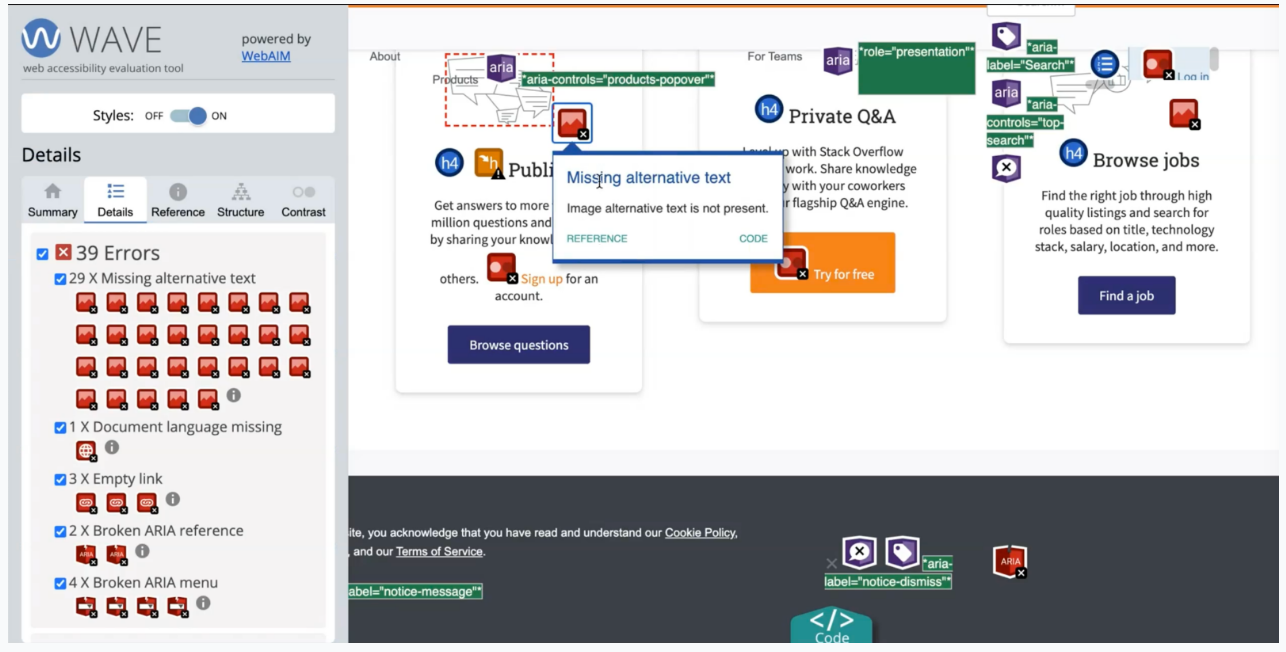 WAVE
powered by
WebAIM
web accessibility evaluation tool
Styles: OFF ON
Details
Summary
Details
Reference
Structure
Contrast
39 Errors
29 X Missing alternative text
1 X Document language missing
3 X Empty link
2 X Broken ARIA reference
ARIA
ARIA
4 X Broken ARIA menu
About
Products
aria
*aria-controls="products-popover"*
For Teams
aria
*role="presentation"*
*aria-
label="Search"*
aria
*aria-
controls="top-
search"*
Log in
h4
h
Publi
Get answers to more
million questions and
by sharing your knowl
others.
Sign up for an
account.
Browse questions
Missing alternative text
Image alternative text is not present.
REFERENCE
CODE
h4
Private Q&A
up with Stack Overflow
work. Share knowledge
y with your coworkers
r flagship Q&A engine.
Try for free
h4
Browse jobs
Find the right job through high
quality listings and search for
roles based on title, technology
stack, salary, location, and more.
Find a job
ite, you acknowledge that you have read and understand our Cookie Policy,
, and our Terms of Service.
abel="notice-message"*
*aria-
label="notice-dismiss"*
ARIA
</>
Code